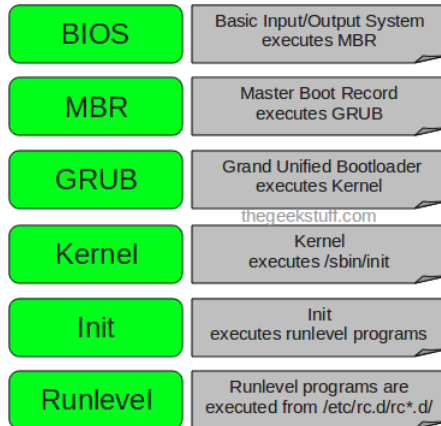 BIOS
Basic Input/Output System
executes MBR
MBR
Master Boot Record
executes GRUB
GRUB
Grand Unified Bootloader
executes Kernel
thegeekstuff.com
Kernel
Kernel
executes /sbin/init
Init
Init
executes runlevel programs
Runlevel
Runlevel programs are
executed from /etc/rc.d/rc*.d/